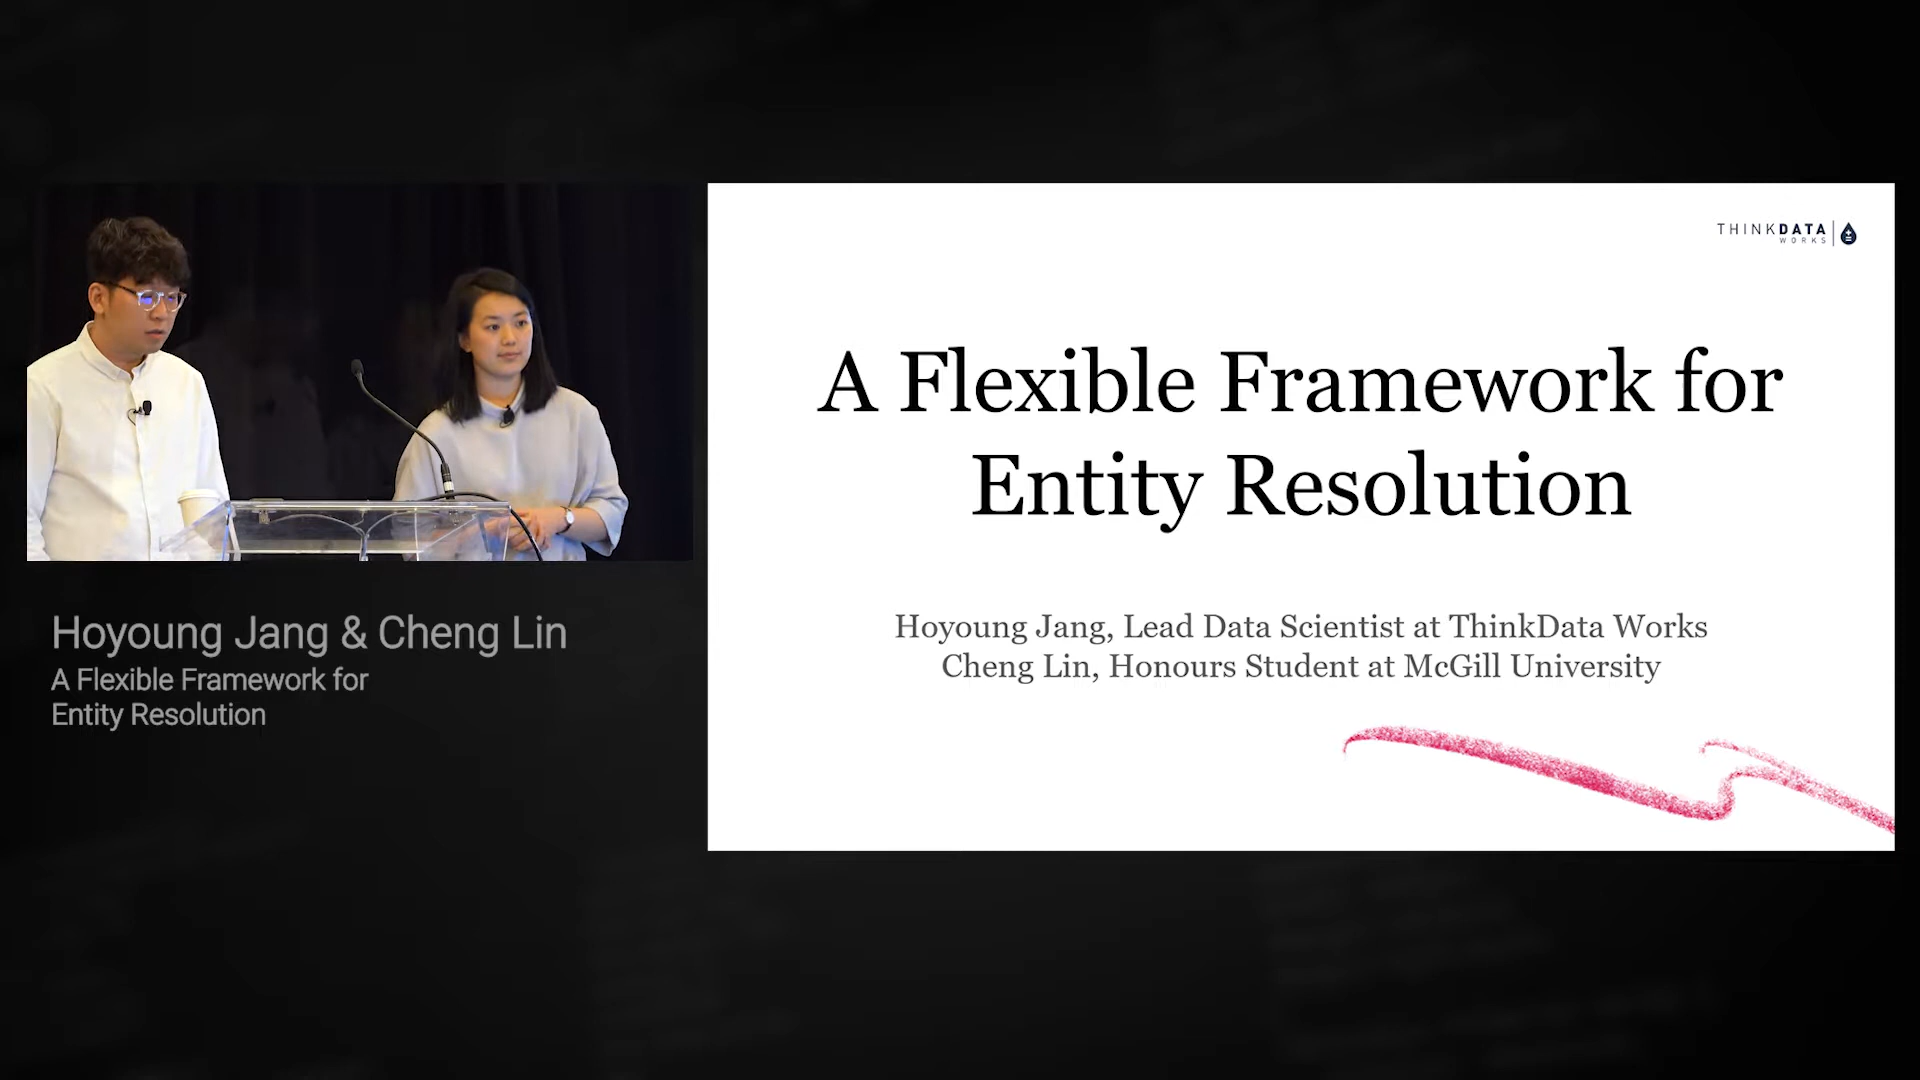 Hoyoung Jang & Cheng Lin
A Flexible Framework for
Entity Resolution
THINKDATA
WORKS
A Flexible Framework for
Entity Resolution
Hoyoung Jang, Lead Data Scientist at ThinkData Works
Cheng Lin, Honours Student at McGill University